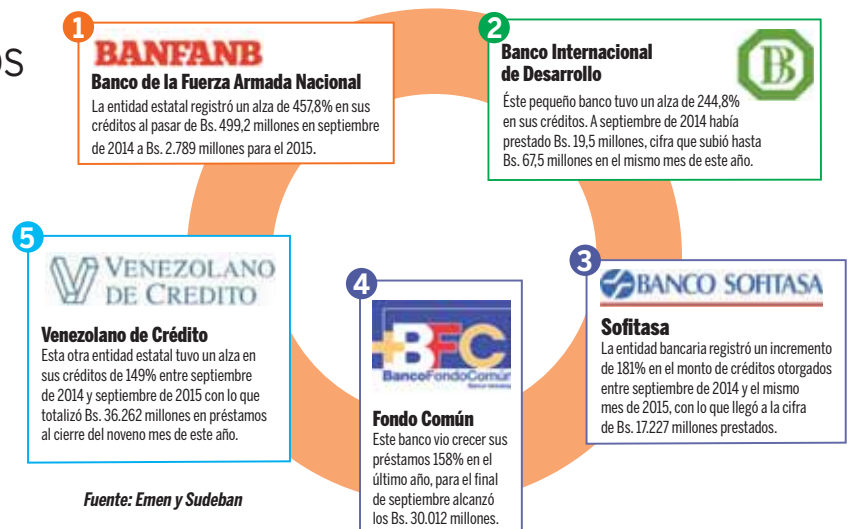 OS
1
BANFANB
Banco de la Fuerza Armada Nacional
La entidad estatal registró un alza de 457,8% en sus
créditos al pasar de Bs. 499,2 millones en septiembre
de 2014 a Bs. 2.789 millones para el 2015.
2
Banco Internacional
de Desarrollo
B
Éste pequeño banco tuvo un alza de 244,8%
en sus créditos. A septiembre de 2014 había
prestado Bs. 19,5 millones, cifra que subió hasta
Bs. 67,5 millones en el mismo mes de este año.
3
BANCO SOFITASA
Sofitasa
La entidad bancaria registró un incremento
de 181% en el monto de créditos otorgados
entre septiembre de 2014 y el mismo
mes de 2015, con lo que llegó a la cifra
de Bs. 17.227 millones prestados.
4
BFC
BancoFondoComún
Fondo Común
Este banco vio crecer sus
préstamos 158% en el
último año, para el final
de septiembre alcanzó
los Bs. 30.012 millones.
5
VENEZOLANO
DE CREDITO
Venezolano de Crédito
Esta otra entidad estatal tuvo un alza en
sus créditos de 149% entre septiembre
de 2014 y septiembre de 2015 con lo que
totalizó Bs. 36.262 millones en préstamos
al cierre del noveno mes de este año.
Fuente: Emen y Sudeban